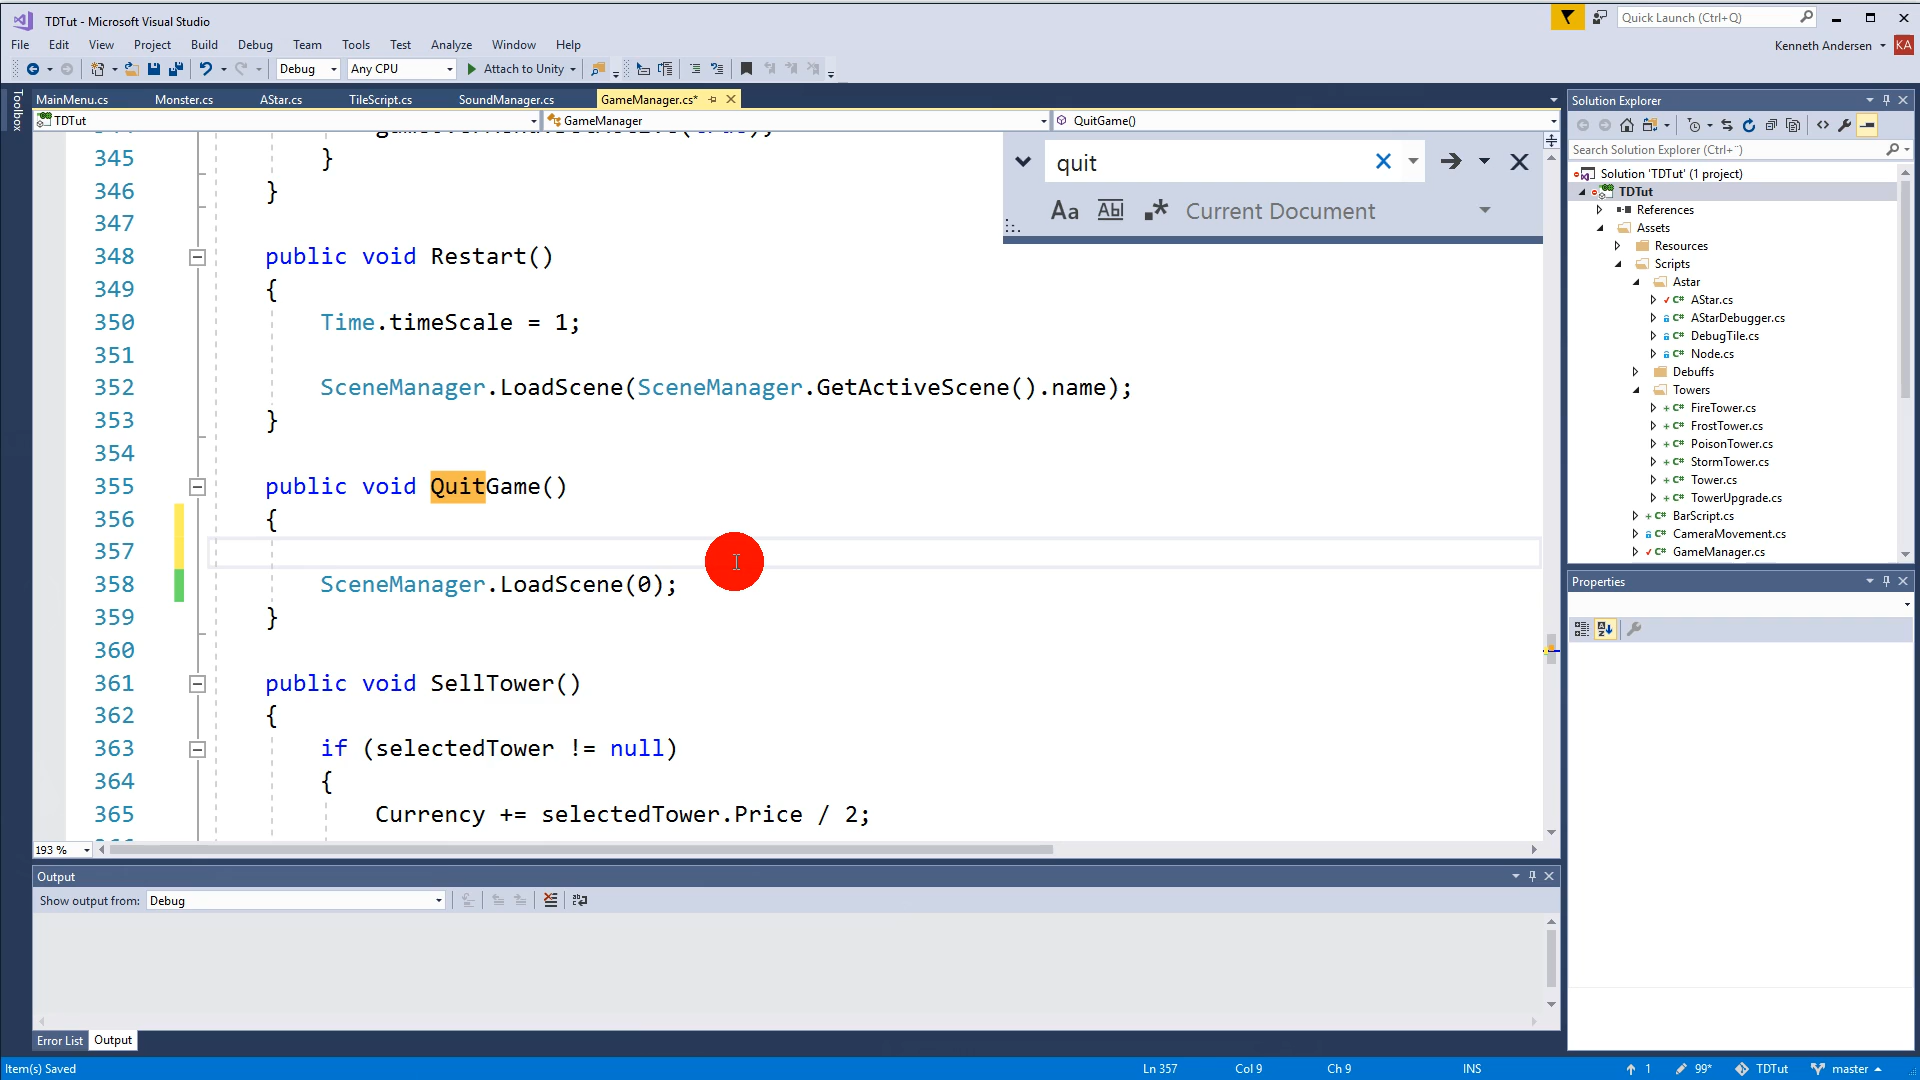 TDTut - Microsoft Visual Studio
Quick Launch (Ctrl+Q)
File Edit View Project Build Debug Team Tools Test Analyze Window Help
Kenneth Andersen KA
Debug Any CPU Attach to Unity
Toolbox
MainMenu.cs Monster.cs AStar.cs TileScript.cs SoundManager.cs GameManager.cs*
TDTut GameManager QuitGame()
quit
Aa Abl .* Current Document
345 }
346 }
347
348 public void Restart()
349 {
350 Time.timeScale = 1;
351
352 SceneManager.LoadScene(SceneManager.GetActiveScene().name);
353 }
354
355 public void QuitGame()
356 {
357
358 SceneManager.LoadScene(0);
359 }
360
361 public void SellTower()
362 {
363 if (selectedTower != null)
364 {
365 Currency += selectedTower.Price / 2;
193 %
Output
Show output from: Debug
Error List Output
Solution Explorer
Search Solution Explorer (Ctrl+¨)
Solution 'TDTut' (1 project)
TDTut
References
Assets
Resources
Scripts
Astar
C# AStar.cs
C# AStarDebugger.cs
C# DebugTile.cs
C# Node.cs
Debuffs
Towers
C# FireTower.cs
C# FrostTower.cs
C# PoisonTower.cs
C# StormTower.cs
C# Tower.cs
C# TowerUpgrade.cs
C# BarScript.cs
C# CameraMovement.cs
C# GameManager.cs
Properties
Item(s) Saved Ln 357 Col 9 Ch 9 INS 1 99* TDTut master